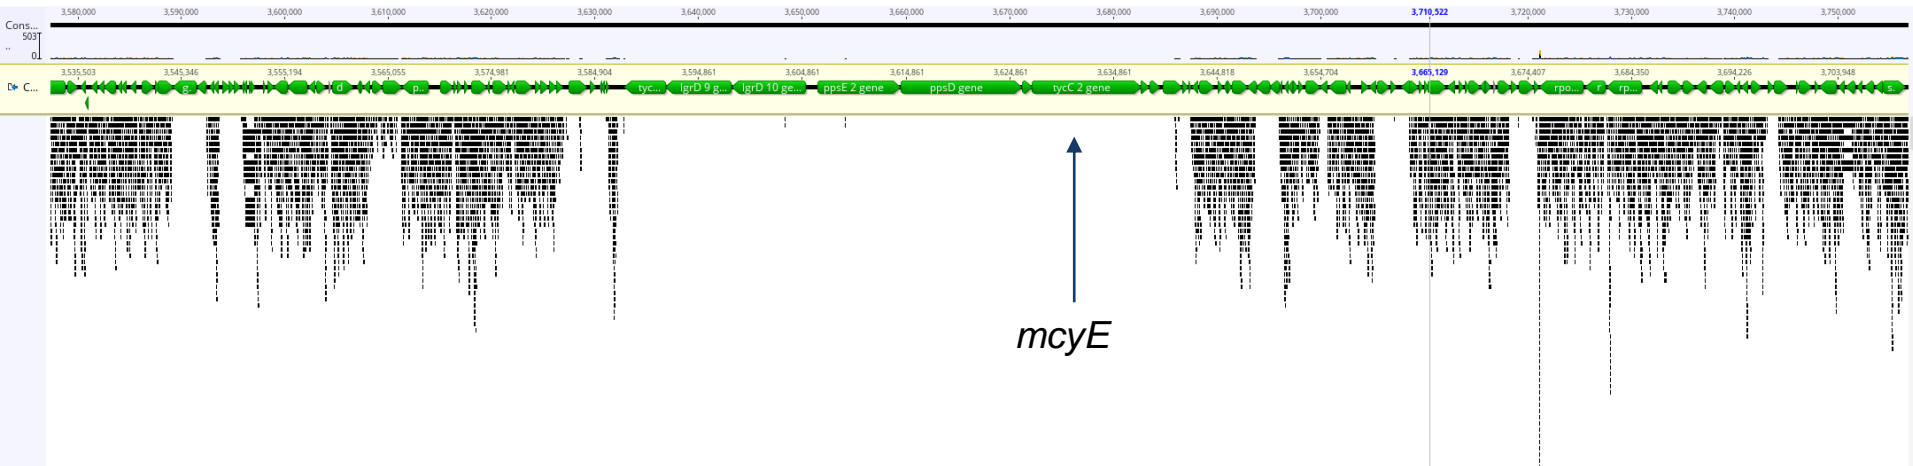 3,580,000 3,590,000 3,600,000 3,610,000 3,620,000 3,630,000 3,640,000 3,650,000 3,660,000 3,670,000 3,680,000 3,690,000 3,700,000 3,710,522 3,720,000 3,730,000 3,740,000 3,750,000
Cons...
503
0
3,535,503 3,545,346 3,555,194 3,565,055 3,574,981 3,584,904 3,594,861 3,604,861 3,614,861 3,624,861 3,634,861 3,644,818 3,654,704 3,665,129 3,674,407 3,684,350 3,694,226 3,703,948
C... g. d p.. tyc... lgrD 9 g... lgrD 10 ge... ppsE 2 gene ppsD gene tycC 2 gene rpo... r rp... s.
mcyE